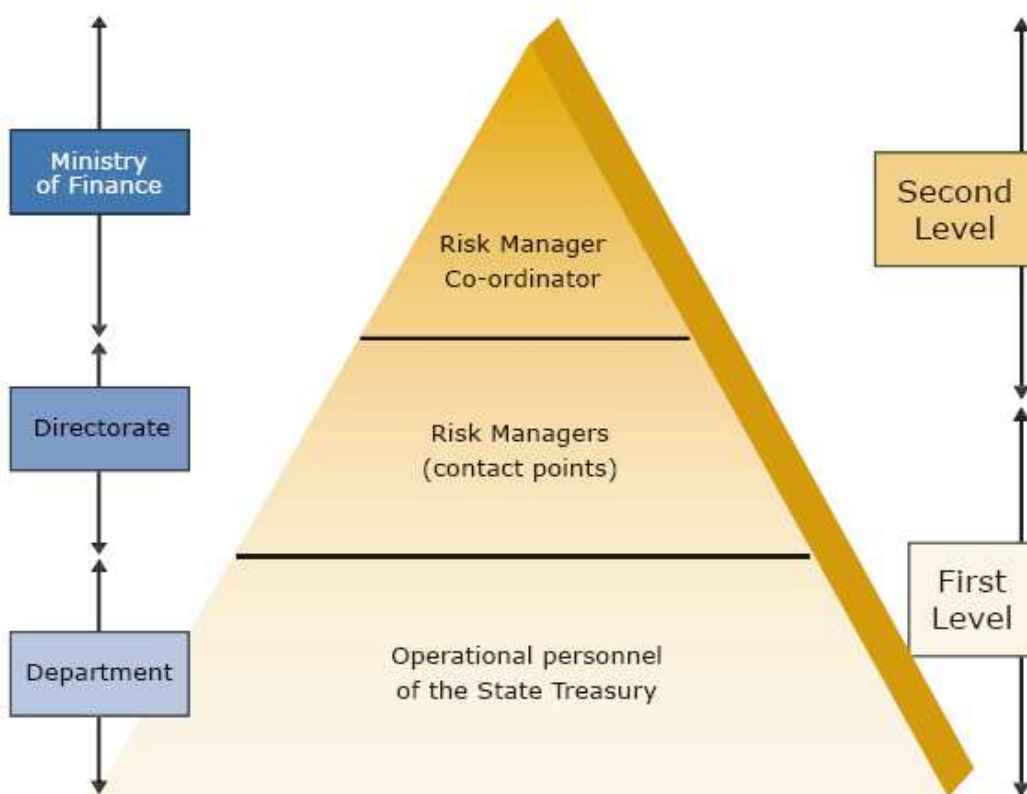 Ministry
of Finance
Second
Level
Risk Manager
Co-ordinator
Directorate
Risk Managers
(contact points)
First
Level
Department
Operational personnel
of the State Treasury